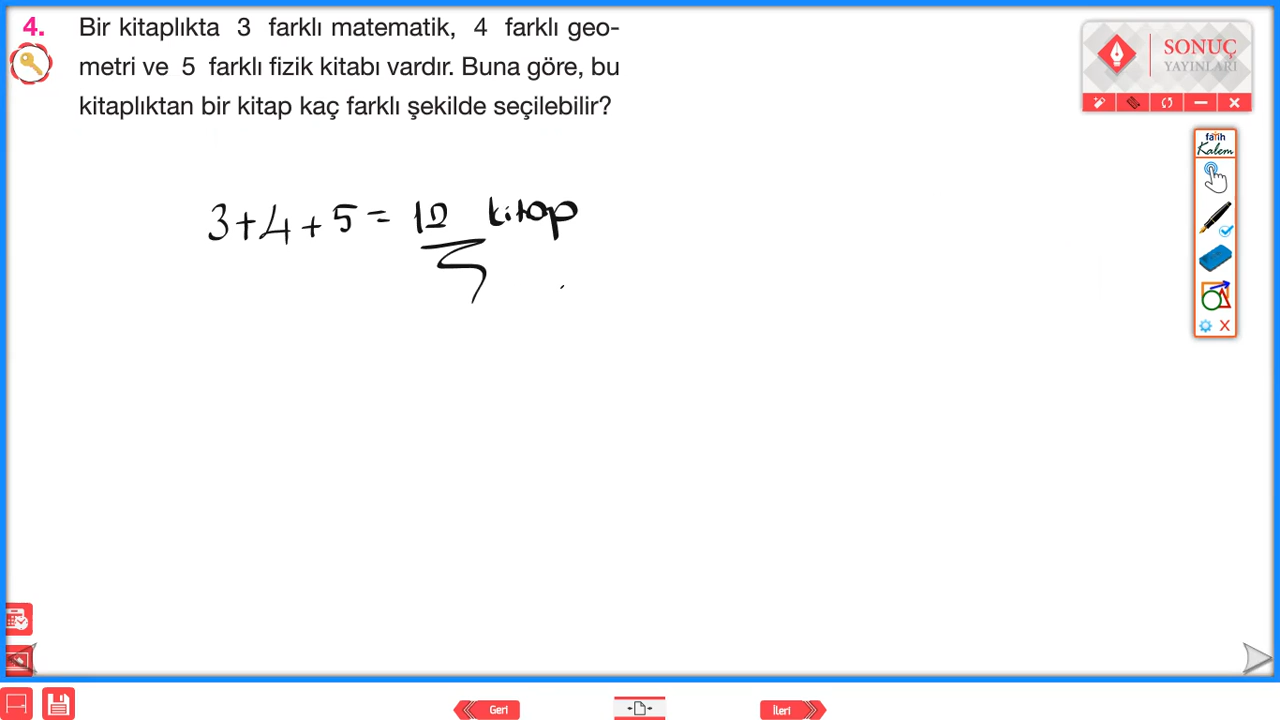 4. Bir kitaplıkta 3 farklı matematik, 4 farklı geo-
metri ve 5 farklı fizik kitabı vardır. Buna göre, bu
kitaplıktan bir kitap kaç farklı şekilde seçilebilir?
SONUÇ
YAYINLARI
fatih
Kalem
3+4+5= 12 kitap
Geri
İleri